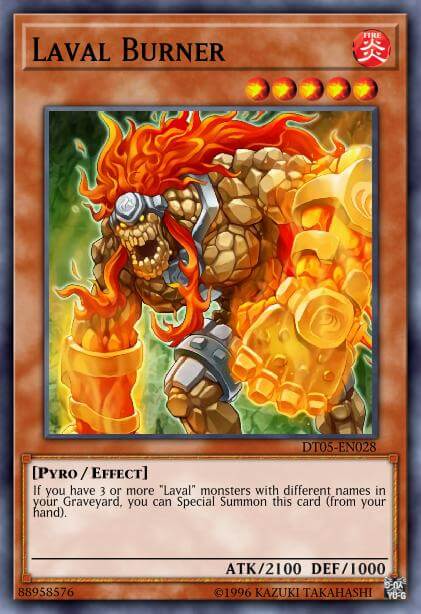 LAVAL BURNER
FIRE
炎
DT05-EN028
[PYRO / EFFECT]
If you have 3 or more "Laval" monsters with different names in
your Graveyard, you can Special Summon this card (from your
hand).
ATK/2100 DEF/1000
88958576
©1996 KAZUKI TAKAHASHI